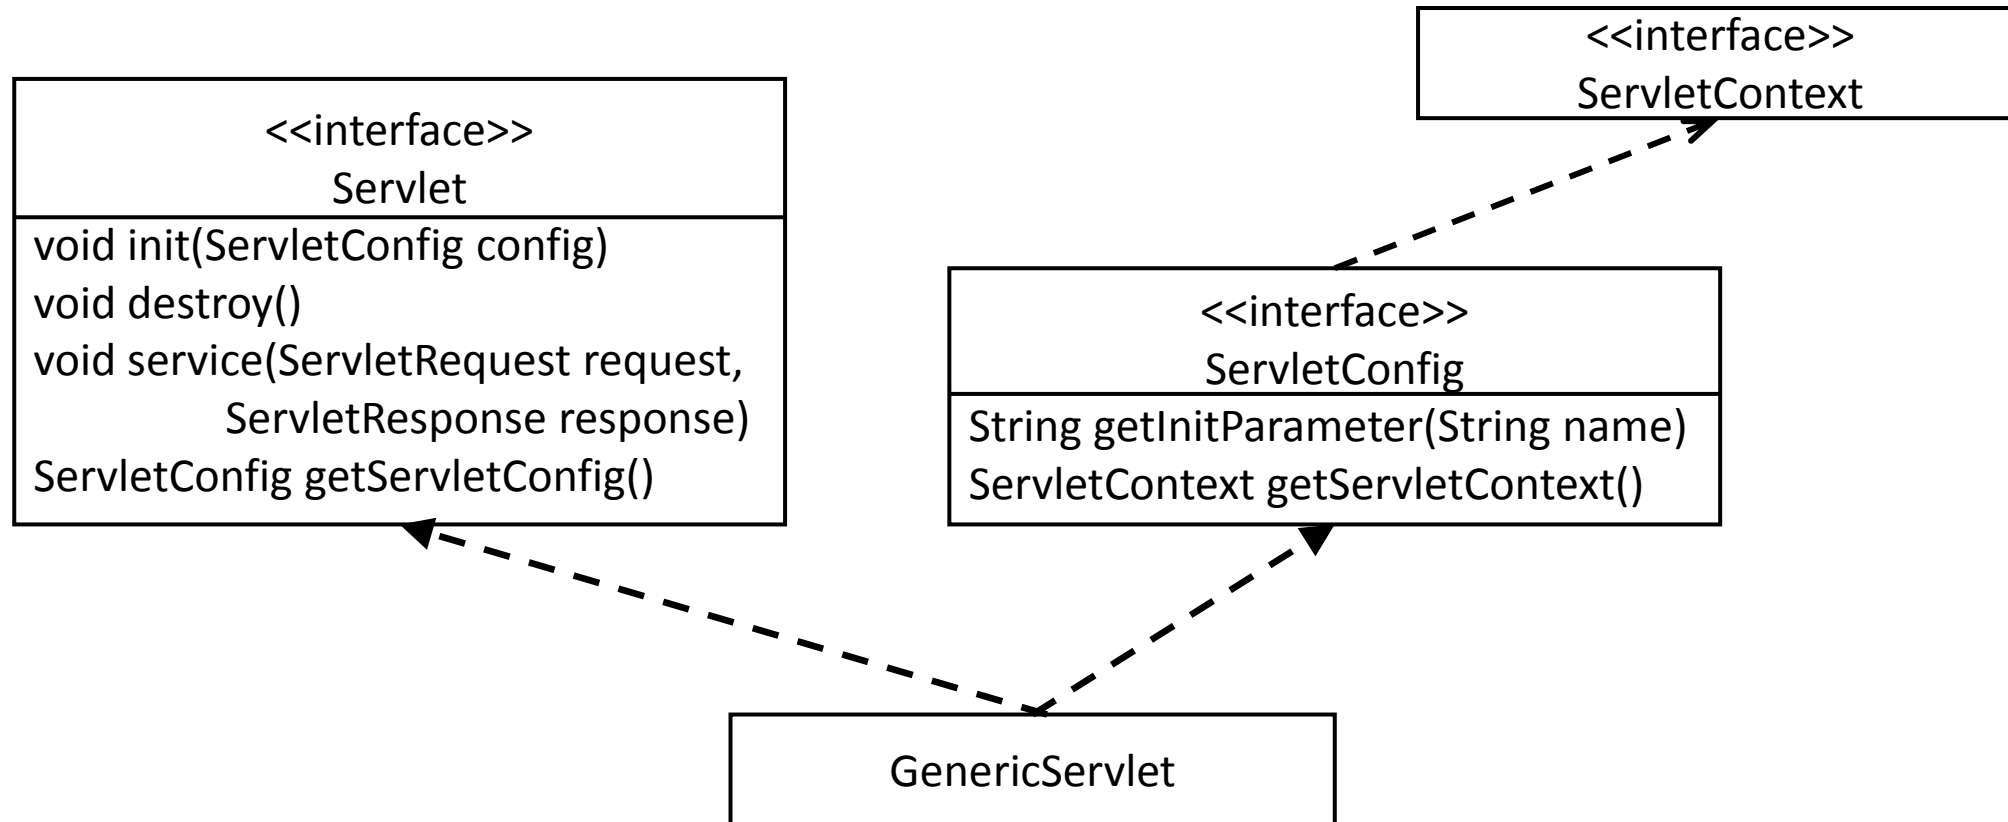 <<interface>>
ServletContext
<<interface>>
Servlet
void init(ServletConfig config)
void destroy()
void service(ServletRequest request,
ServletResponse response)
ServletConfig getServletConfig()
<<interface>>
ServletConfig
String getInitParameter(String name)
ServletContext getServletContext()
GenericServlet